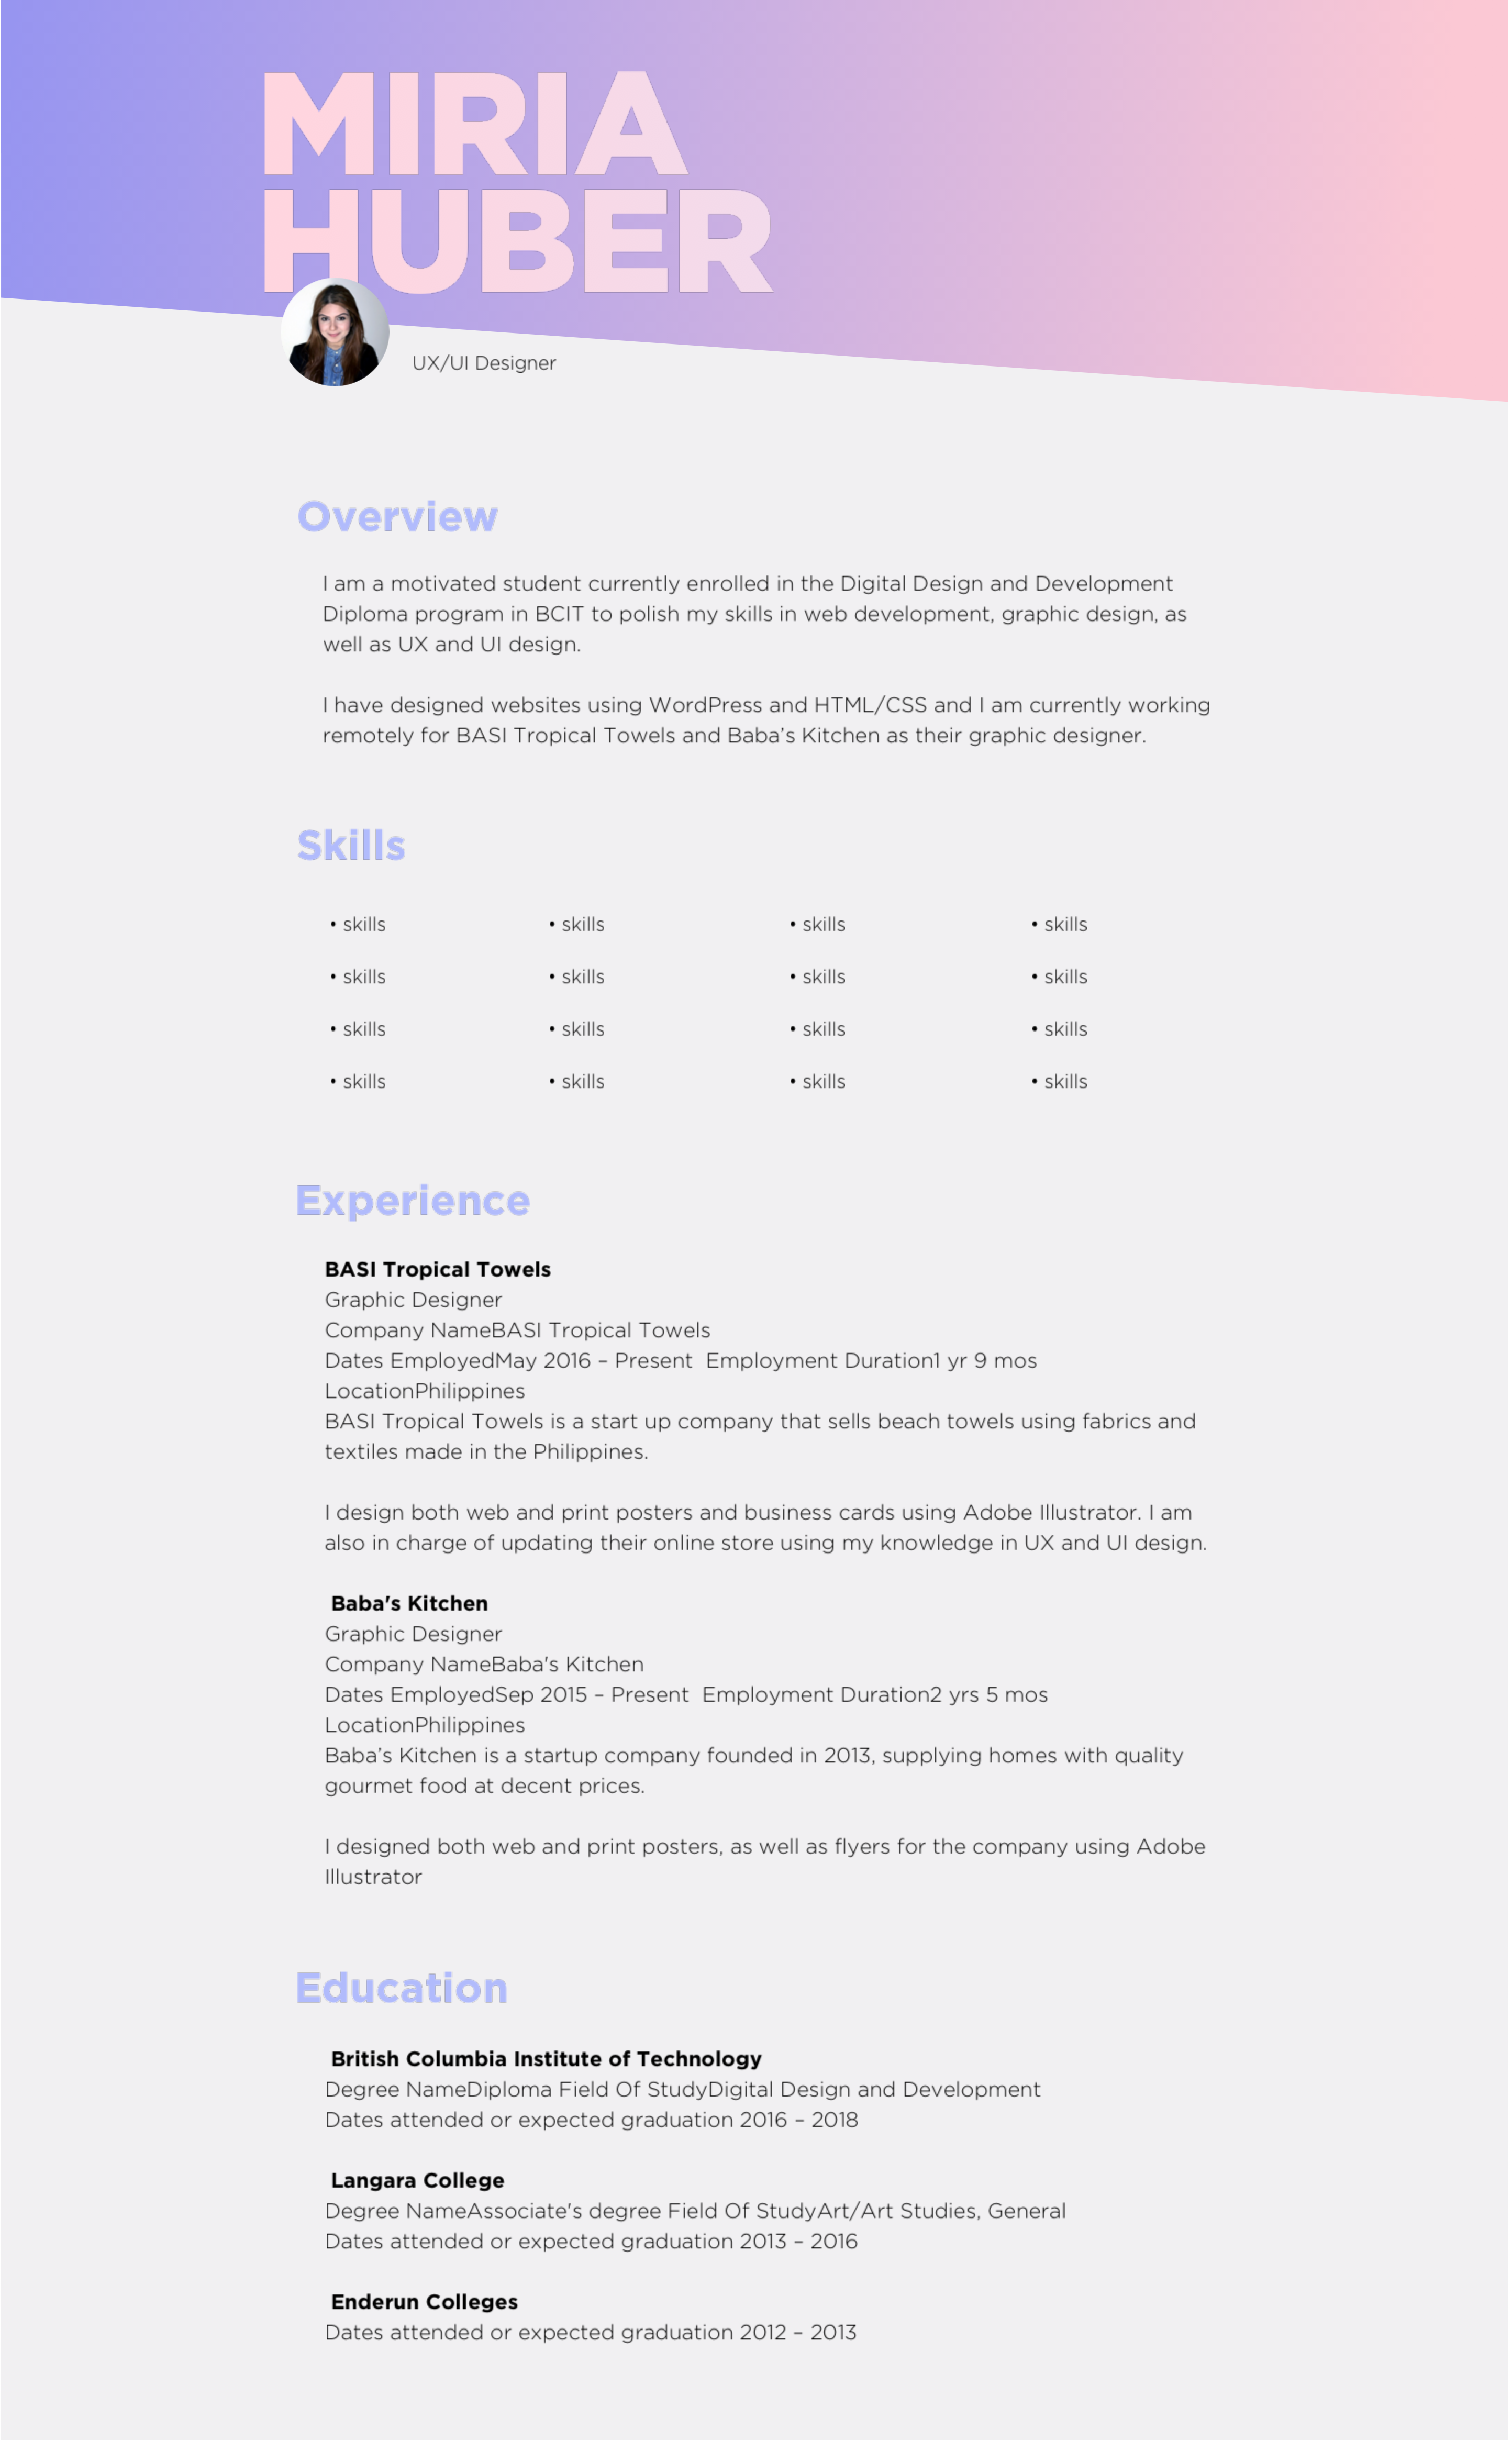 MIRIA
HUBER
UX/UI Designer
Overview
I am a motivated student currently enrolled in the Digital Design and Development
Diploma program in BCIT to polish my skills in web development, graphic design, as
well as UX and UI design.
I have designed websites using WordPress and HTML/CSS and I am currently working
remotely for BASI Tropical Towels and Baba’s Kitchen as their graphic designer.
Skills
• skills • skills • skills • skills
• skills • skills • skills • skills
• skills • skills • skills • skills
• skills • skills • skills • skills
Experience
BASI Tropical Towels
Graphic Designer
Company NameBASI Tropical Towels
Dates EmployedMay 2016 – Present  Employment Duration1 yr 9 mos
LocationPhilippines
BASI Tropical Towels is a start up company that sells beach towels using fabrics and
textiles made in the Philippines.
I design both web and print posters and business cards using Adobe Illustrator. I am
also in charge of updating their online store using my knowledge in UX and UI design.
Baba's Kitchen
Graphic Designer
Company NameBaba's Kitchen
Dates EmployedSep 2015 – Present  Employment Duration2 yrs 5 mos
LocationPhilippines
Baba’s Kitchen is a startup company founded in 2013, supplying homes with quality
gourmet food at decent prices.
I designed both web and print posters, as well as flyers for the company using Adobe
Illustrator
Education
British Columbia Institute of Technology
Degree NameDiploma Field Of StudyDigital Design and Development
Dates attended or expected graduation 2016 – 2018
Langara College
Degree NameAssociate's degree Field Of StudyArt/Art Studies, General
Dates attended or expected graduation 2013 – 2016
Enderun Colleges
Dates attended or expected graduation 2012 – 2013